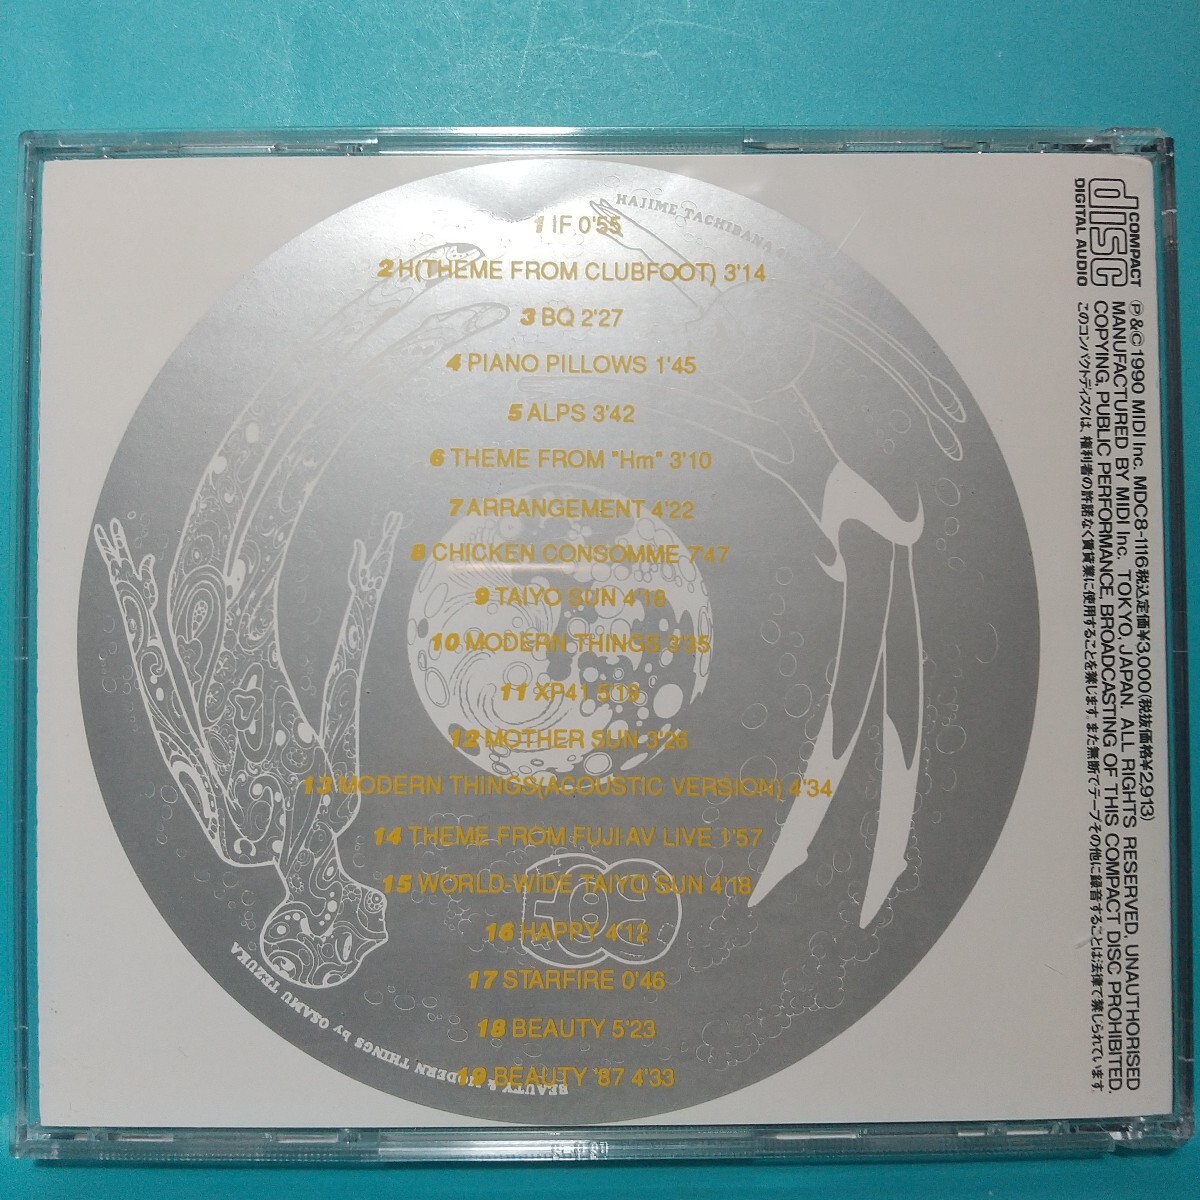 HAJIME TACHIBANA
1 IF 0'55
2 H(THEME FROM CLUBFOOT) 3'14
3 BQ 2'27
4 PIANO PILLOWS 1'45
5 ALPS 3'42
6 THEME FROM "Hm" 3'10
7 ARRANGEMENT 4'22
8 CHICKEN CONSOMME 7'47
9 TAIYO SUN 4'18
10 MODERN THINGS 3'35
11 XP41 5'19
12 MOTHER SUN 3'26
13 MODERN THINGS(ACOUSTIC VERSION) 4'34
14 THEME FROM FUJI AV LIVE 1'57
15 WORLD-WIDE TAIYO SUN 4'18
16 HAPPY 4'12
17 STARFIRE 0'46
18 BEAUTY 5'23
19 BEAUTY '87 4'33
BEAUTY & MODERN THINGS by OSAMU TEZUKA
COMPACT
disc
DIGITAL AUDIO
℗&© 1990 MIDI Inc. MDC8-1116 税込定価¥3,000(税抜価格¥2,913)
MANUFACTURED BY MIDI Inc. TOKYO, JAPAN. ALL RIGHTS RESERVED. UNAUTHORISED
COPYING, PUBLIC PERFORMANCE, BROADCASTING OF THIS COMPACT DISC PROHIBITED.
このコンパクトディスクは、権利者の許諾なく賃貸業に使用することを禁じます。また無断でテープその他に録音することは法律で禁じられています。